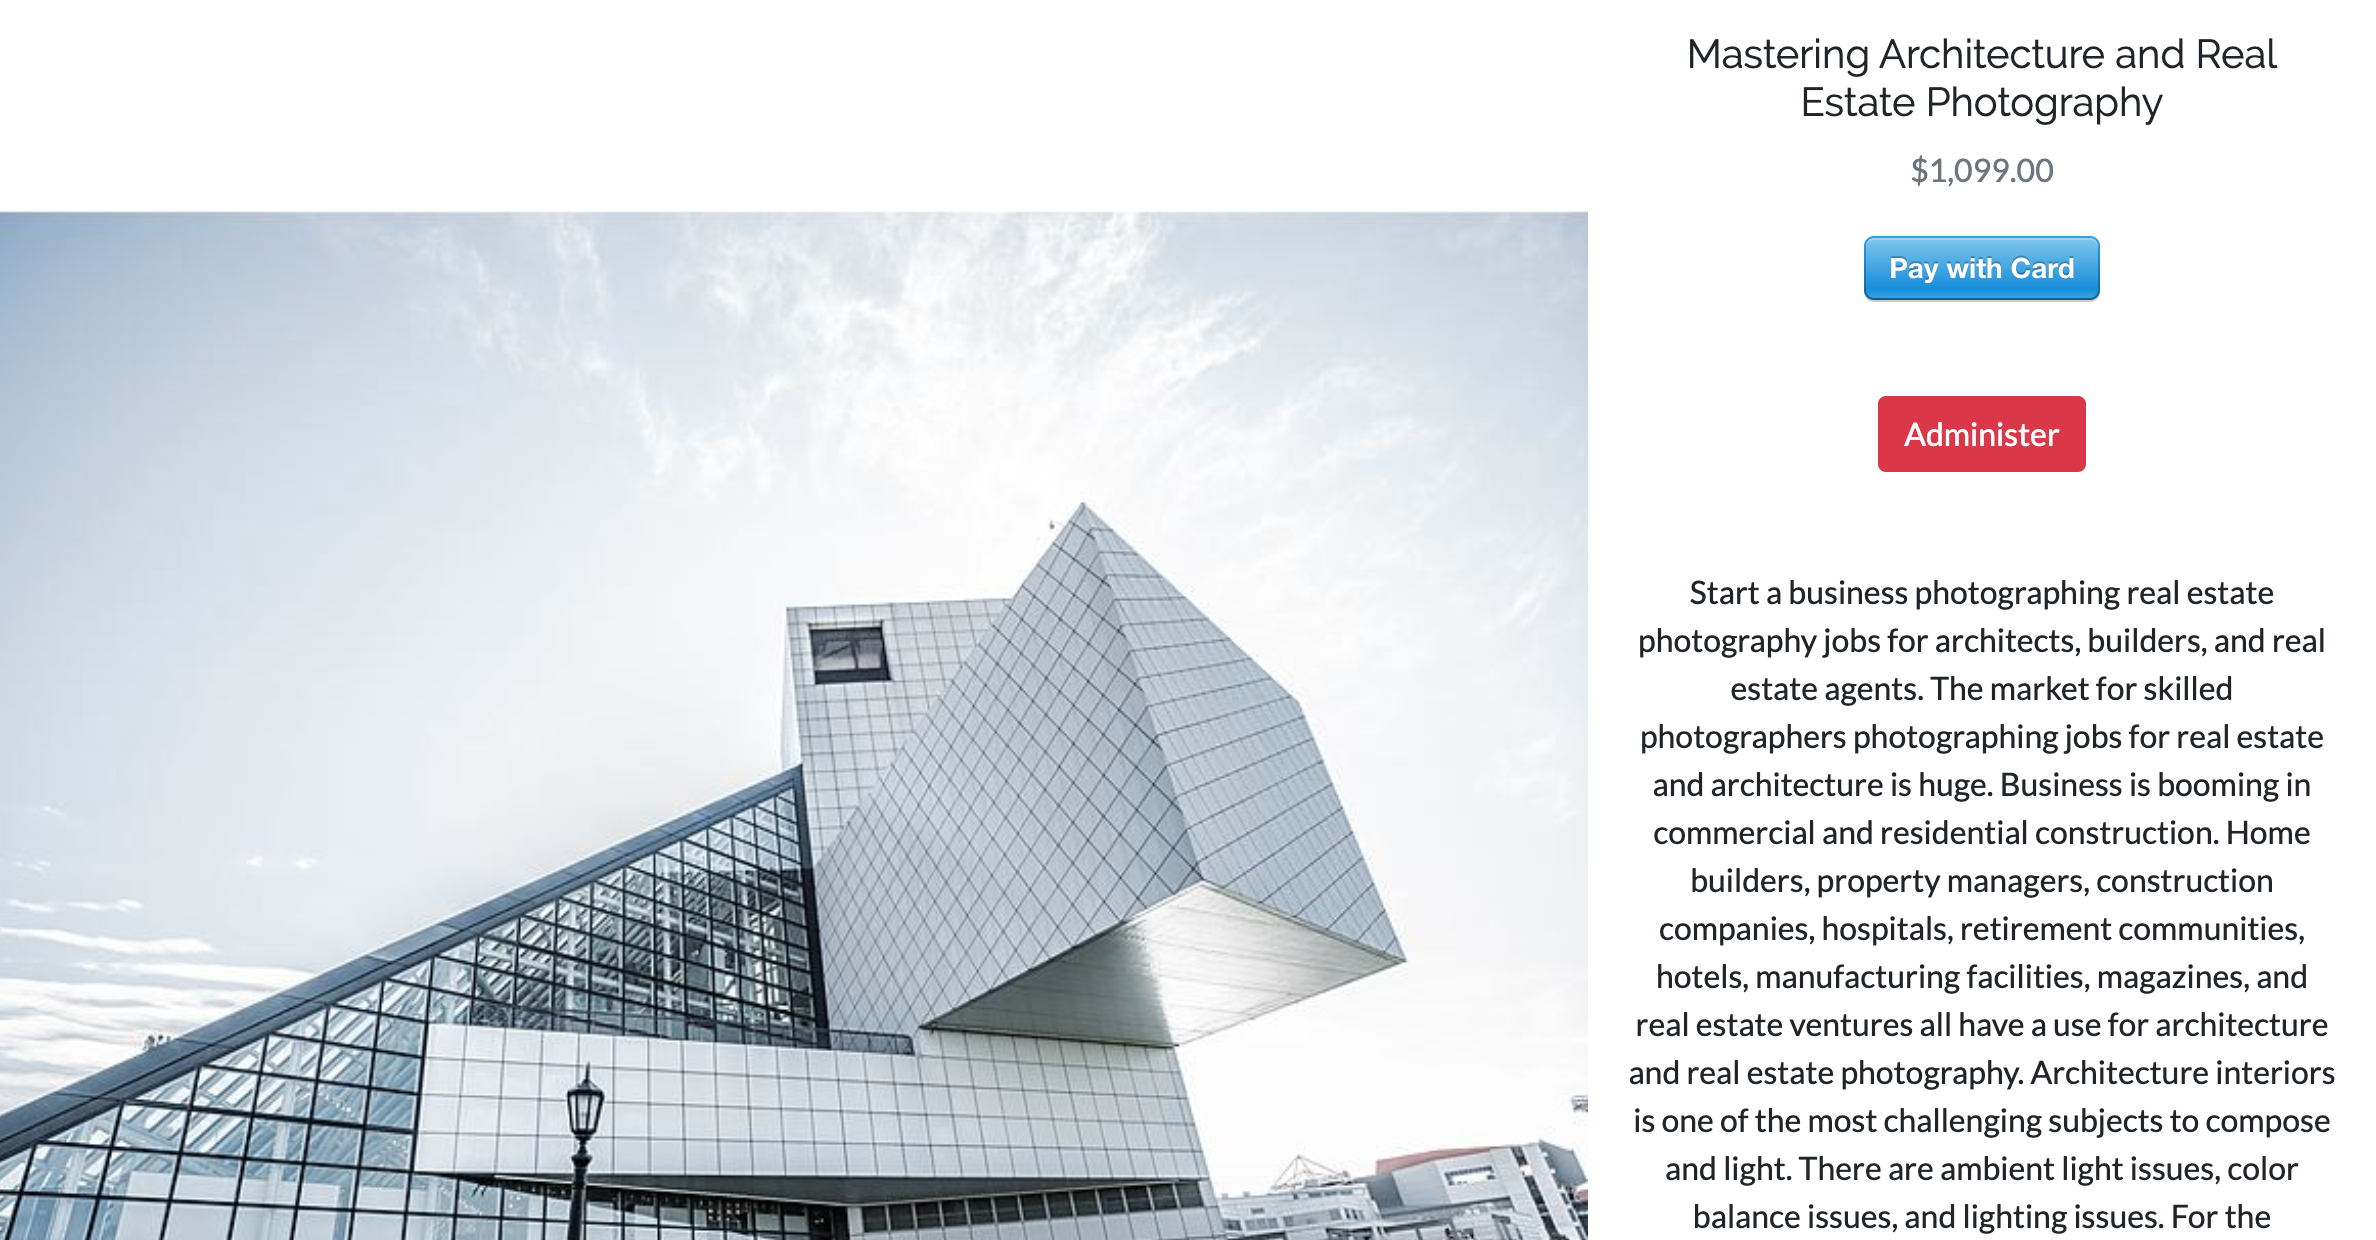 Mastering Architecture and Real
Estate Photography
$1,099.00
Pay with Card
Administer
Start a business photographing real estate
photography jobs for architects, builders, and real
estate agents. The market for skilled
photographers photographing jobs for real estate
and architecture is huge. Business is booming in
commercial and residential construction. Home
builders, property managers, construction
companies, hospitals, retirement communities,
hotels, manufacturing facilities, magazines, and
real estate ventures all have a use for architecture
and real estate photography. Architecture interiors
is one of the most challenging subjects to compose
and light. There are ambient light issues, color
balance issues, and lighting issues. For the